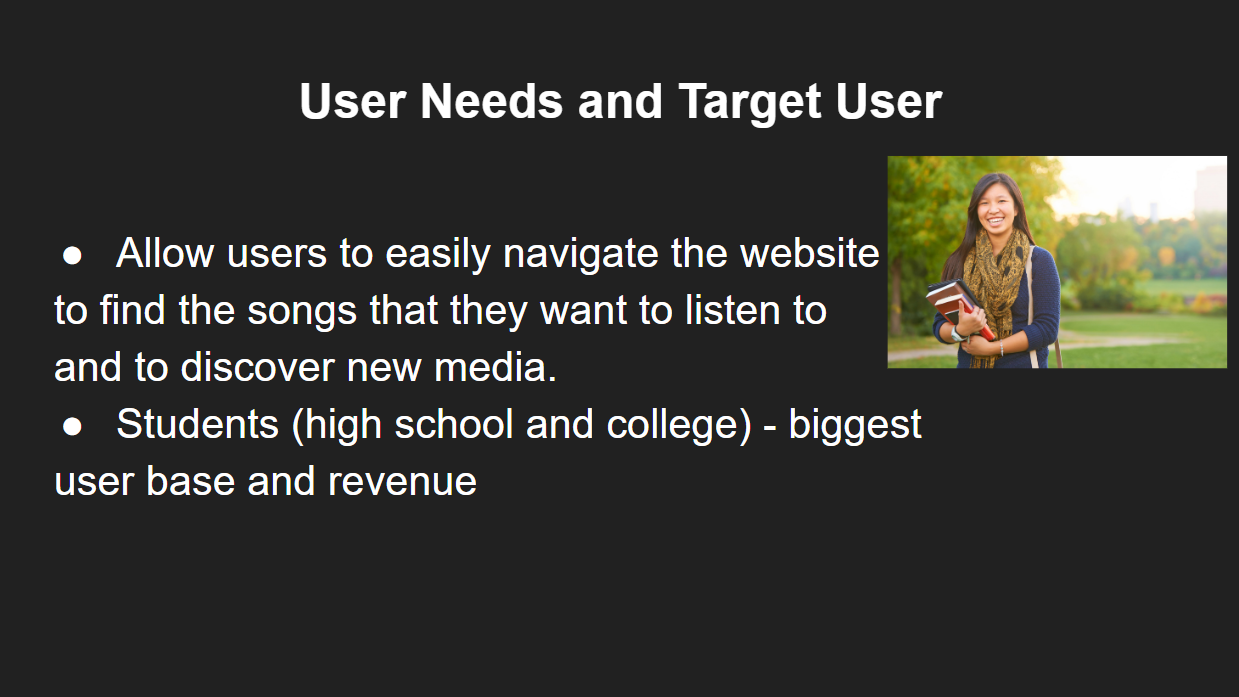 User Needs and Target User
● Allow users to easily navigate the website
to find the songs that they want to listen to
and to discover new media.
● Students (high school and college) - biggest
user base and revenue